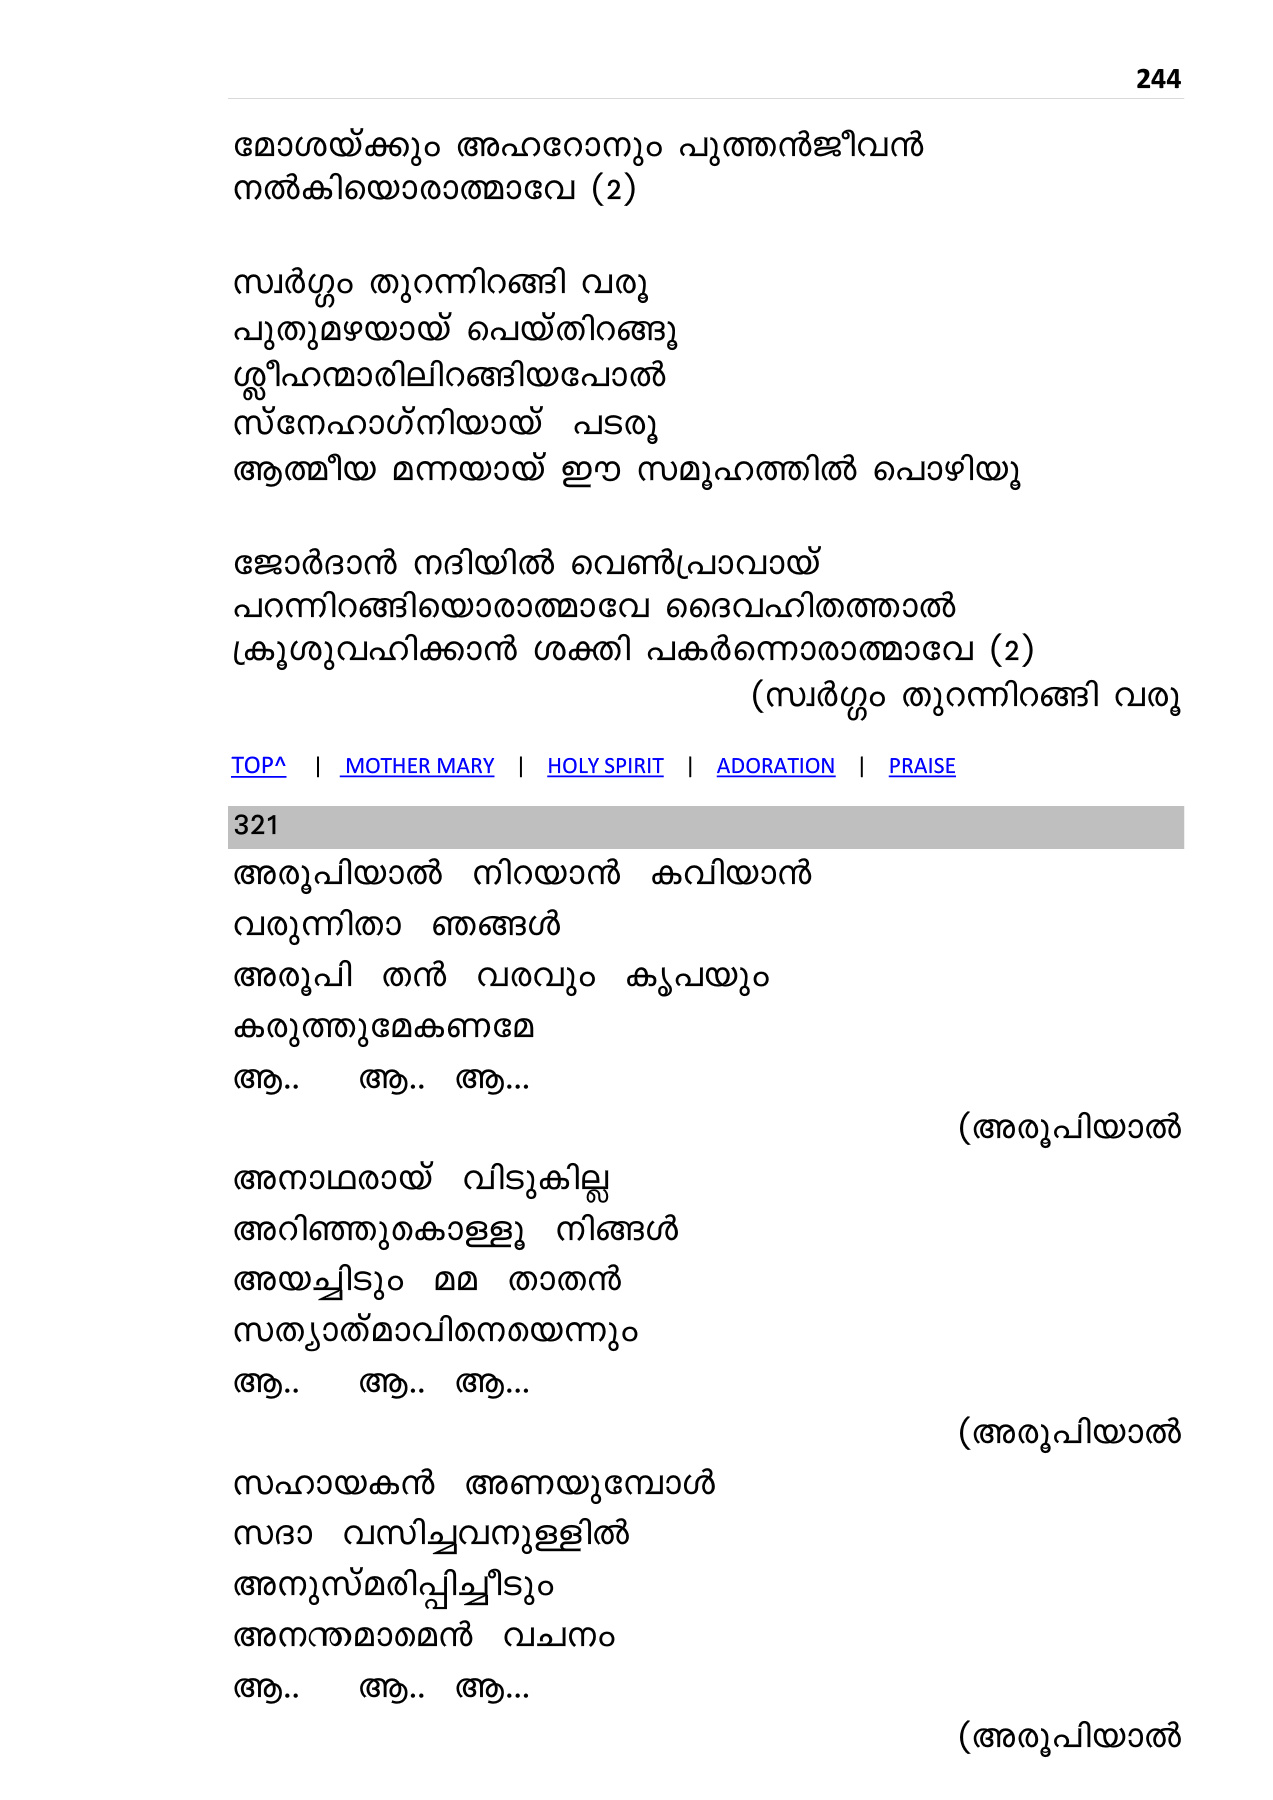 244
മോശയ്ക്കും അഹറോനും പുത്തൻജീവൻ
നൽകിയൊരാത്മാവേ (2)
സ്വർഗ്ഗം തുറന്നിറങ്ങി വരൂ
പുതുമഴയായ് പെയ്തിറങ്ങൂ
ശ്ലീഹന്മാരിലിറങ്ങിയപോൽ
സ്നേഹാഗ്നിയായ് പടരൂ
ആത്മീയ മന്നയായ് ഈ സമൂഹത്തിൽ പൊഴിയൂ
ജോർദാൻ നദിയിൽ വെൺപ്രാവായ്
പറന്നിറങ്ങിയൊരാത്മാവേ ദൈവഹിതത്താൽ
ക്രൂശുവഹിക്കാൻ ശക്തി പകർന്നൊരാത്മാവേ (2)
(സ്വർഗ്ഗം തുറന്നിറങ്ങി വരൂ
TOP^ | MOTHER MARY | HOLY SPIRIT | ADORATION | PRAISE
321
അരൂപിയാൽ നിറയാൻ കവിയാൻ
വരുന്നിതാ ഞങ്ങൾ
അരൂപി തൻ വരവും കൃപയും
കരുത്തുമേകണമേ
ആ.. ആ.. ആ...
(അരൂപിയാൽ
അനാഥരായ് വിടുകില്ല
അറിഞ്ഞുകൊള്ളൂ നിങ്ങൾ
അയച്ചിടും മമ താതൻ
സത്യാത്‌മാവിനെയെന്നും
ആ.. ആ.. ആ...
(അരൂപിയാൽ
സഹായകൻ അണയുമ്പോൾ
സദാ വസിച്ചവനുള്ളിൽ
അനുസ്മരിപ്പിച്ചീടും
അനന്തമാമെൻ വചനം
ആ.. ആ.. ആ...
(അരൂപിയാൽ